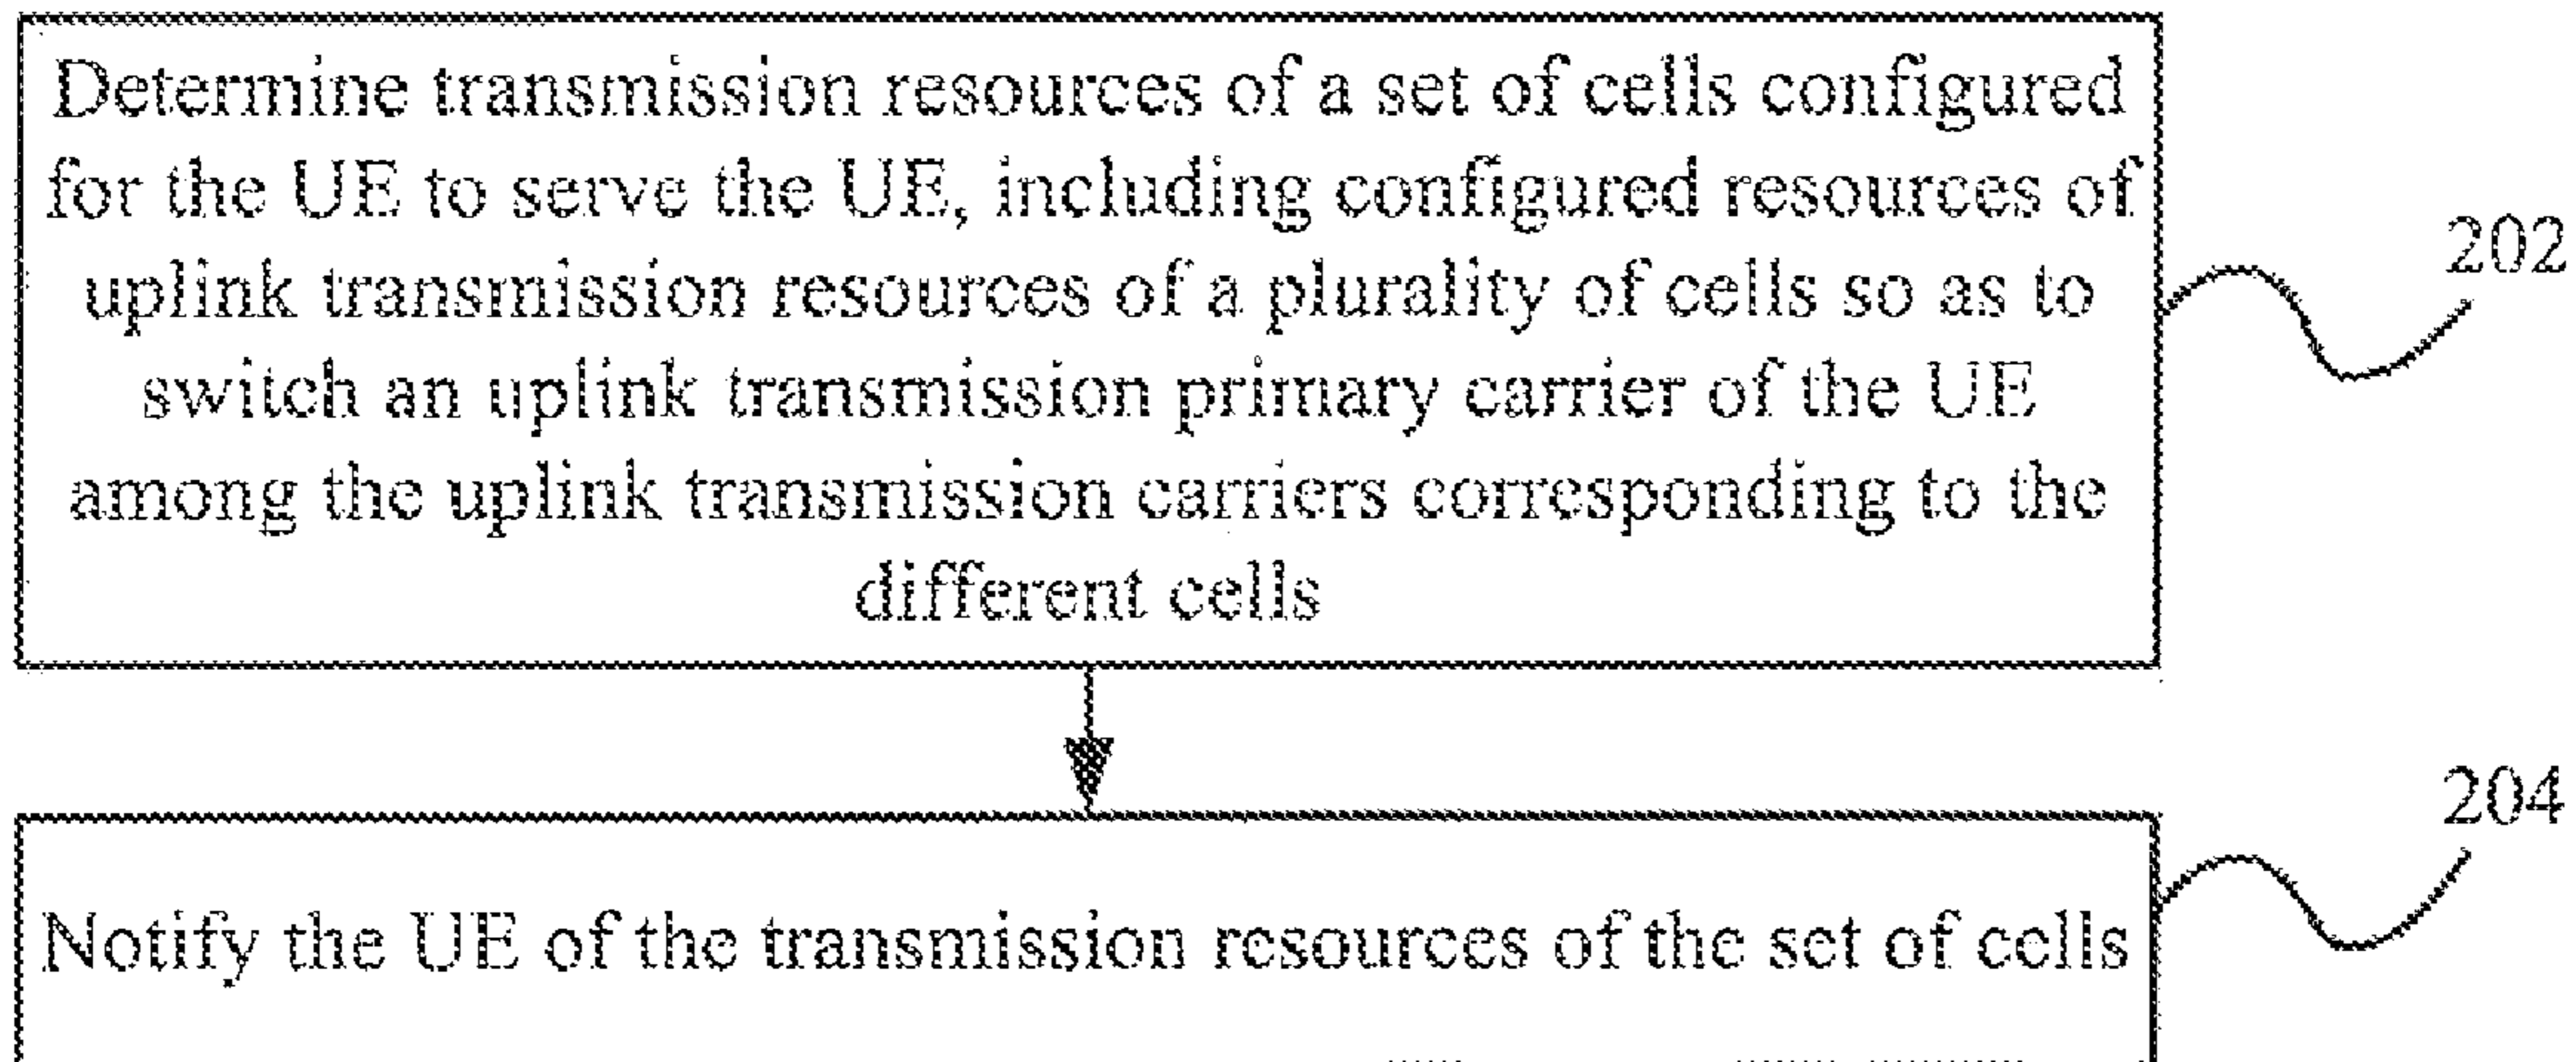 Determine transmission resources of a set of cells configured
for the UE to serve the UE, including configured resources of
uplink transmission resources of a plurality of cells so as to
switch an uplink transmission primary carrier of the UE
among the uplink transmission carriers corresponding to the
different cells
202
Notify the UE of the transmission resources of the set of cells
204